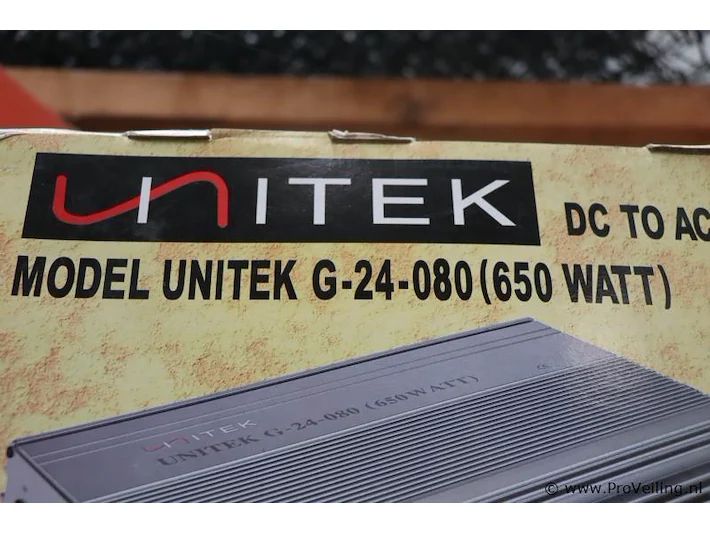 UNITEK
DC TO AC
MODEL UNITEK G-24-080 (650 WATT)
UNITEK
UNITEK G-24-080 (650WATT)
© www.ProVeiling.nl